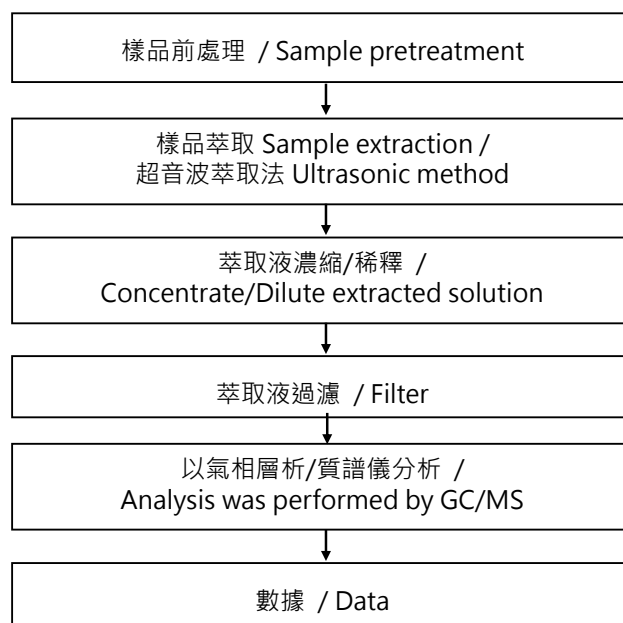 樣品前處理 / Sample pretreatment
樣品萃取 Sample extraction /
超音波萃取法 Ultrasonic method
萃取液濃縮/稀釋 /
Concentrate/Dilute extracted solution
萃取液過濾 / Filter
以氣相層析/質譜儀分析 /
Analysis was performed by GC/MS
數據 / Data